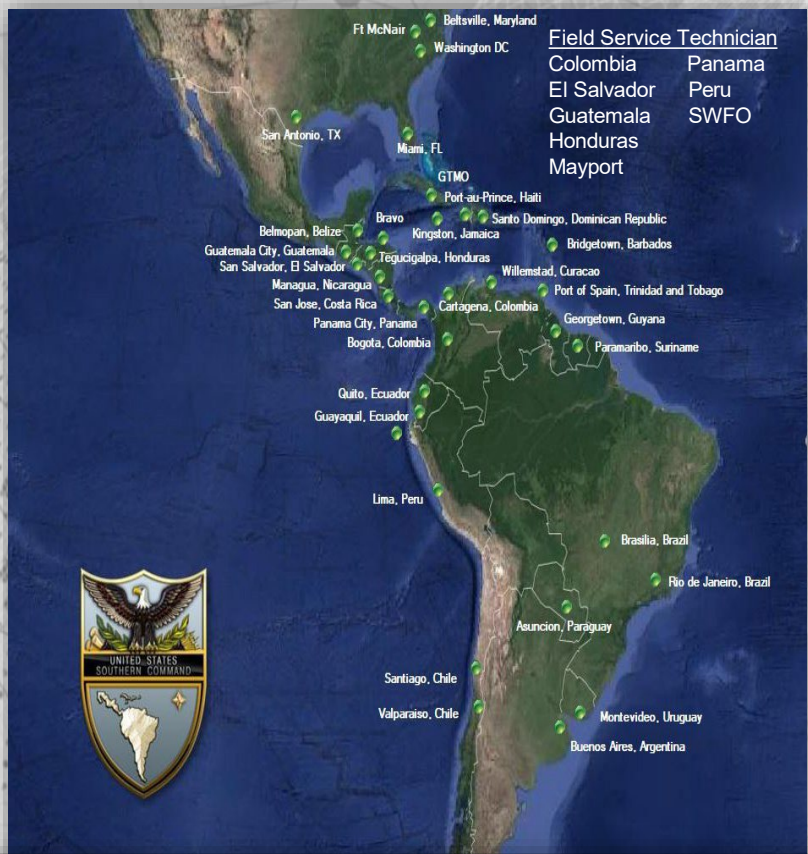 Beltsville, Maryland
Ft McNair
Washington DC
Field Service Technician
Colombia Panama
El Salvador Peru
Guatemala SWFO
Honduras
Mayport
San Antonio, TX
Miami, FL
GTMO
Port-au-Prince, Haiti
Bravo
Santo Domingo, Dominican Republic
Kingston, Jamaica
Belmopan, Belize
Bridgetown, Barbados
Guatemala City, Guatemala
Tegucigalpa, Honduras
San Salvador, El Salvador
Willemstad, Curacao
Managua, Nicaragua
Port of Spain, Trinidad and Tobago
San Jose, Costa Rica
Cartagena, Colombia
Panama City, Panama
Georgetown, Guyana
Bogota, Colombia
Paramaribo, Suriname
Quito, Ecuador
Guayaquil, Ecuador
Lima, Peru
Brasilia, Brazil
Rio de Janeiro, Brazil
Asuncion, Paraguay
UNITED STATES
SOUTHERN COMMAND
Santiago, Chile
Valparaiso, Chile
Montevideo, Uruguay
Buenos Aires, Argentina